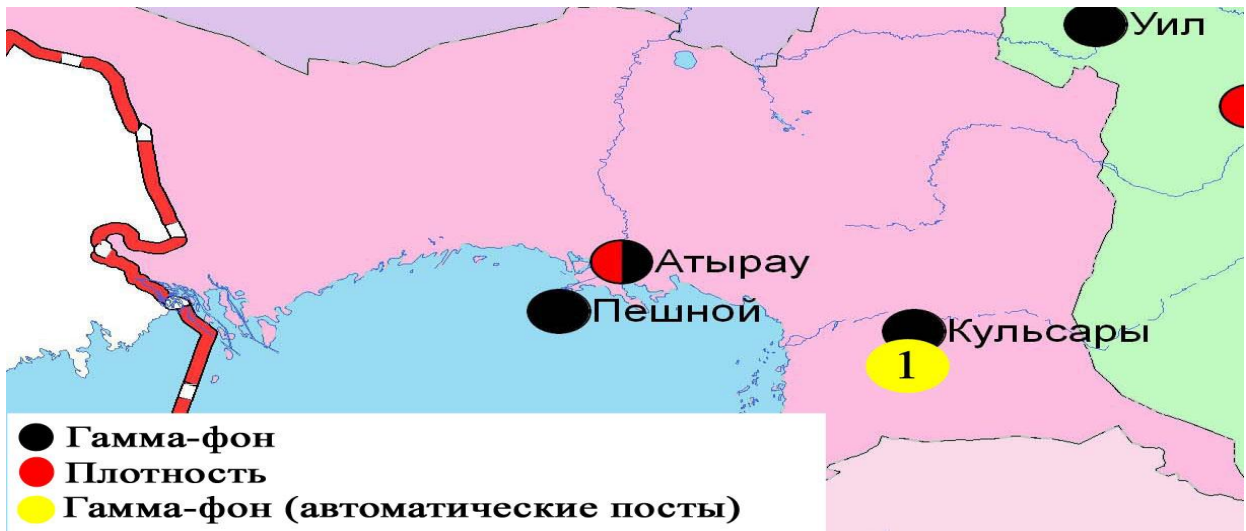 Уил
Атырау
Пешной
Кульсары
1
Гамма-фон
Плотность
Гамма-фон (автоматические посты)